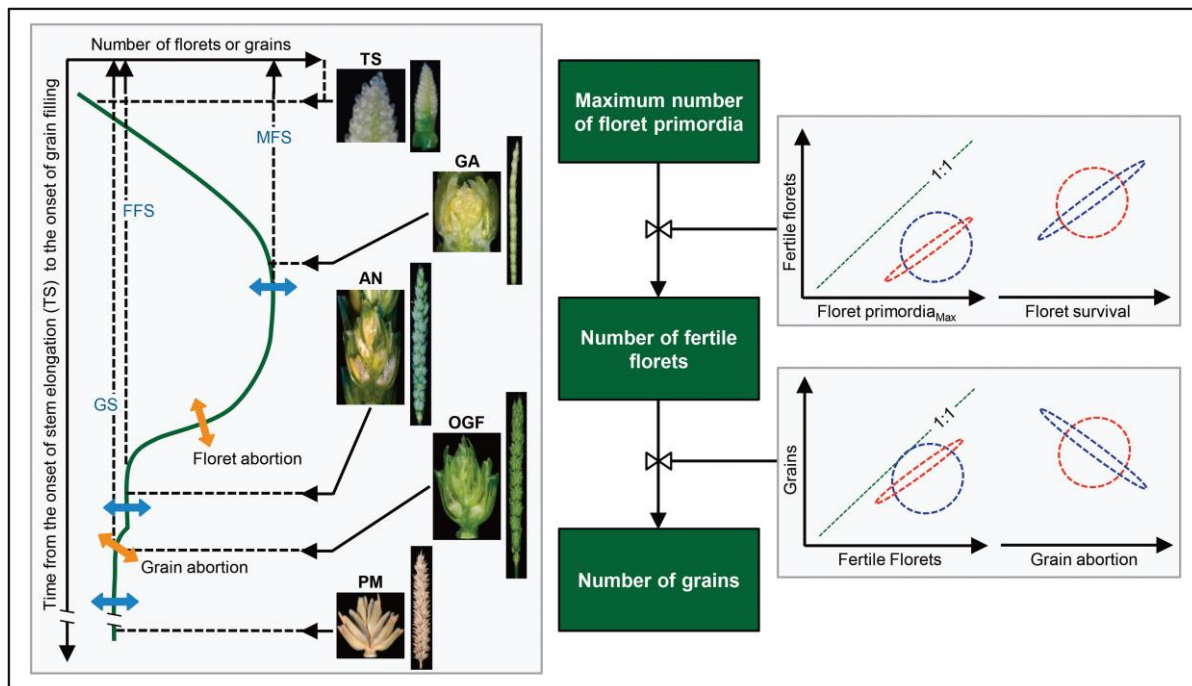 Number of florets or grains
Time from the onset of stem elongation (TS) to the onset of grain filling
TS
MFS
GA
FFS
AN
GS
Floret abortion
OGF
Grain abortion
PM
Maximum number
of floret primordia
Number of fertile
florets
Number of grains
Fertile florets
1:1
Floret primordiaMax
Floret survival
Grains
1:1
Fertile Florets
Grain abortion